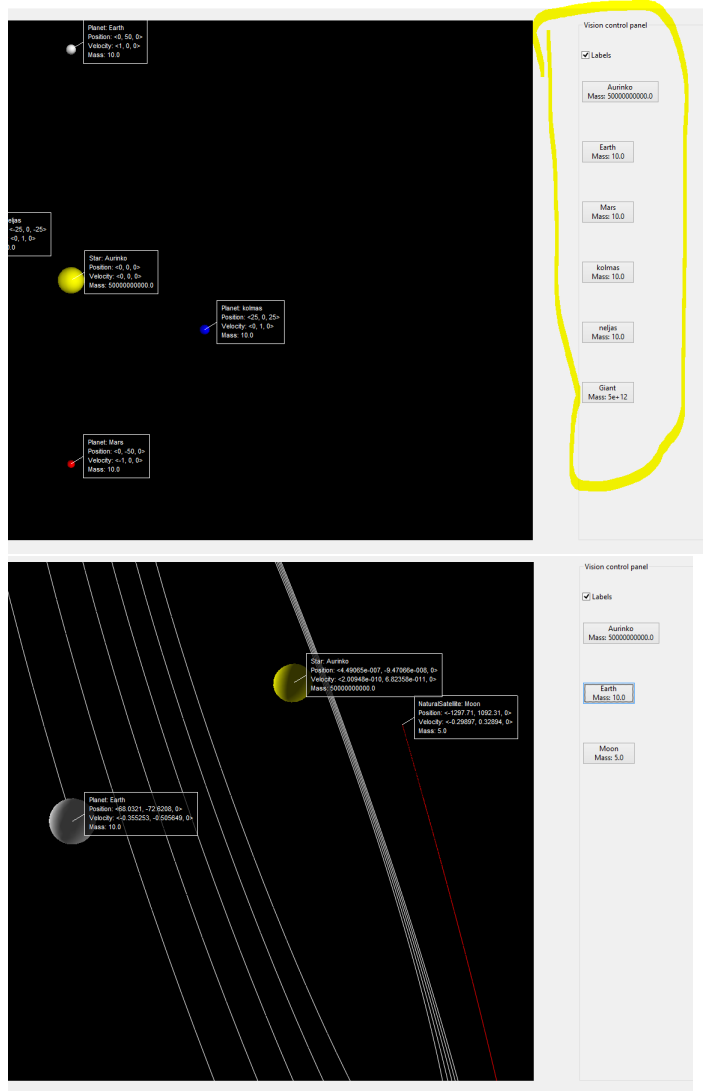 Planet: Earth
Position: <0, 50, 0>
Velocity: <1, 0, 0>
Mass: 10.0
Vision control panel
Labels
Aurinko
Mass: 50000000000.0
Earth
Mass: 10.0
Mars
Mass: 10.0
kolmas
Mass: 10.0
neljas
Mass: 10.0
Giant
Mass: 5e+12
eljas
<-25, 0, -25>
<0, 1, 0>
0.0
Star: Aurinko
Position: <0, 0, 0>
Velocity: <0, 0, 0>
Mass: 50000000000.0
Planet: kolmas
Position: <25, 0, 25>
Velocity: <0, 1, 0>
Mass: 10.0
Planet: Mars
Position: <0, -50, 0>
Velocity: <-1, 0, 0>
Mass: 10.0
Vision control panel
Labels
Aurinko
Mass: 50000000000.0
Earth
Mass: 10.0
Moon
Mass: 5.0
Star: Aurinko
Position: <4.49065e-007, -9.47066e-008, 0>
Velocity: <2.00948e-010, 6.82358e-011, 0>
Mass: 50000000000.0
NaturalSatellite: Moon
Position: <-1297.71, 1092.31, 0>
Velocity: <-0.29897, 0.32894, 0>
Mass: 5.0
Planet: Earth
Position: <68.0321, -72.6208, 0>
Velocity: <-0.355253, -0.505649, 0>
Mass: 10.0